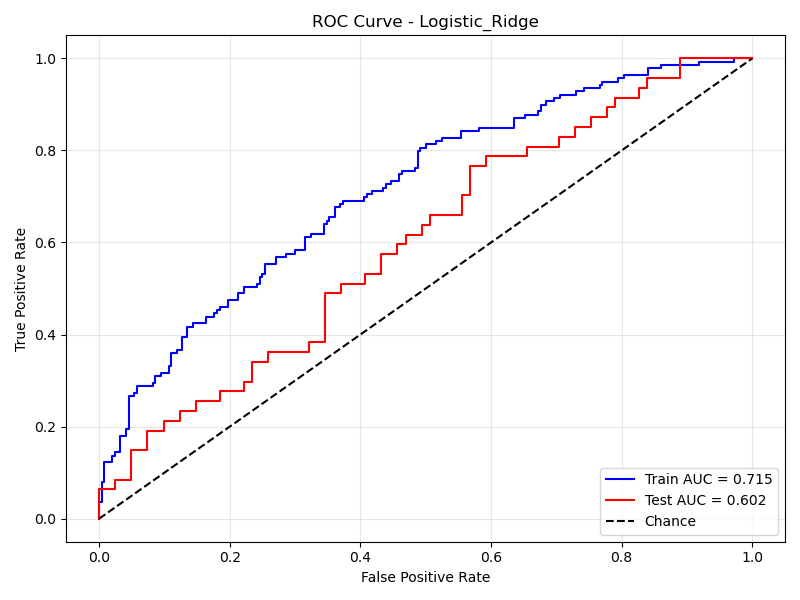 ROC Curve - Logistic_Ridge
True Positive Rate
1.0
0.8
0.6
0.4
0.2
0.0
0.0 0.2 0.4 0.6 0.8 1.0
False Positive Rate
Train AUC = 0.715
Test AUC = 0.602
Chance